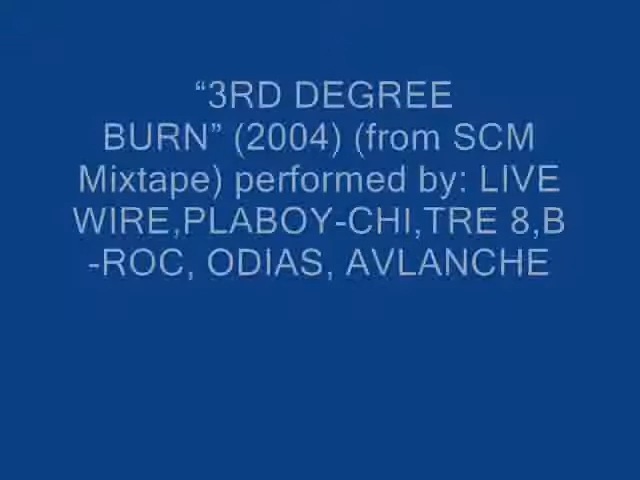 “3RD DEGREE
BURN” (2004) (from SCM
Mixtape) performed by: LIVE
WIRE,PLABOY-CHI,TRE 8,B
-ROC, ODIAS, AVLANCHE